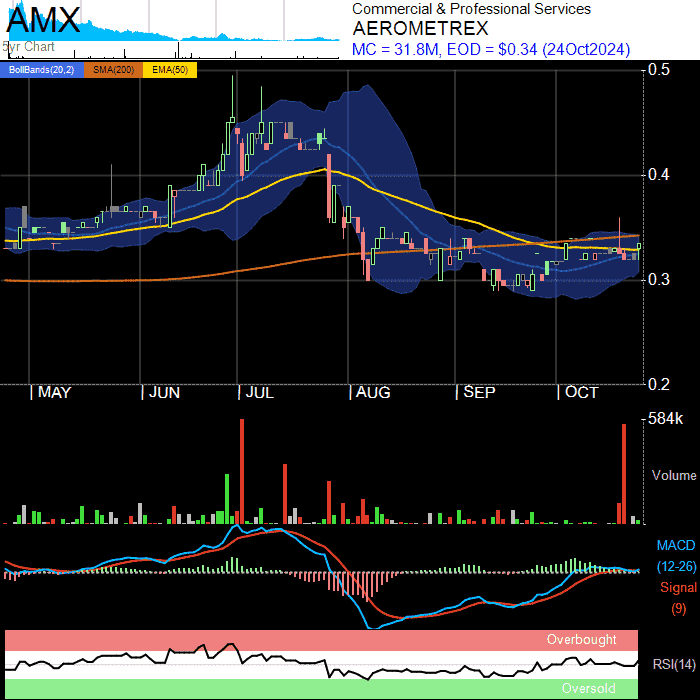 AMX
5yr Chart
Commercial & Professional Services
AEROMETREX
MC = 31.8M, EOD = $0.34 (24Oct2024)
BollBands(20,2) SMA(200) EMA(50)
0.5
0.4
0.3
0.2
MAY JUN JUL AUG SEP OCT
584k
Volume
MACD
(12-26)
Signal
(9)
Overbought
RSI(14)
Oversold